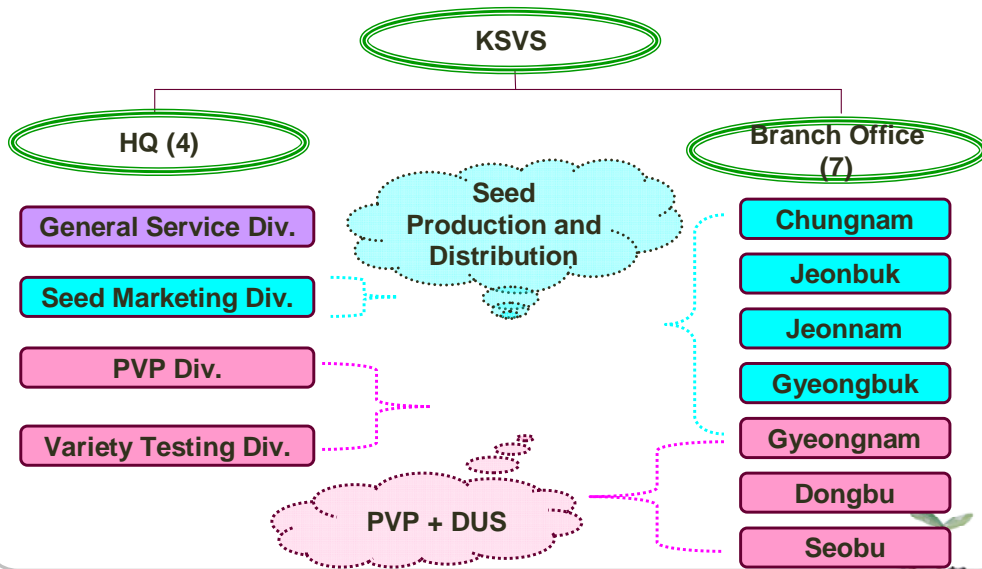 KSVS
HQ (4)
Branch Office
(7)
Seed
Production and
Distribution
General Service Div.
Seed Marketing Div.
PVP Div.
Variety Testing Div.
Chungnam
Jeonbuk
Jeonnam
Gyeongbuk
Gyeongnam
Dongbu
Seobu
PVP + DUS